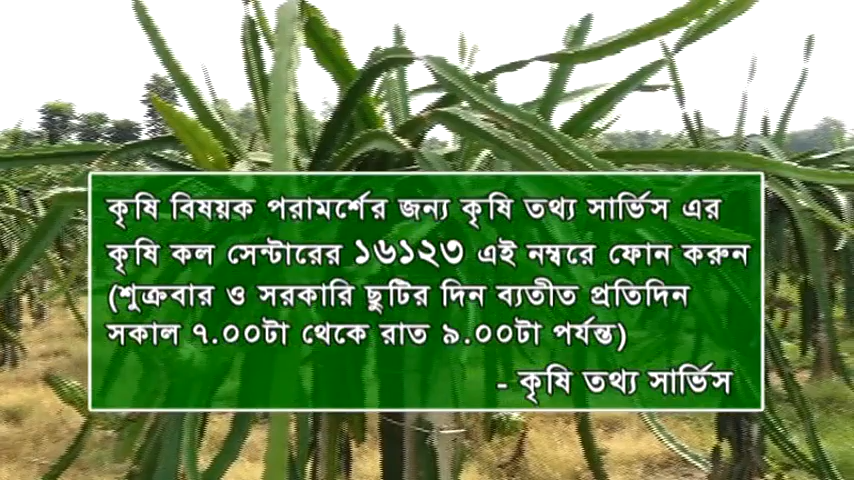 কৃষি বিষয়ক পরামর্শের জন্য কৃষি তথ্য সার্ভিস এর
কৃষি কল সেন্টারের ১৬১২৩ এই নম্বরে ফোন করুন
(শুক্রবার ও সরকারি ছুটির দিন ব্যতীত প্রতিদিন
সকাল ৭.০০টা থেকে রাত ৯.০০টা পর্যন্ত)
- কৃষি তথ্য সার্ভিস